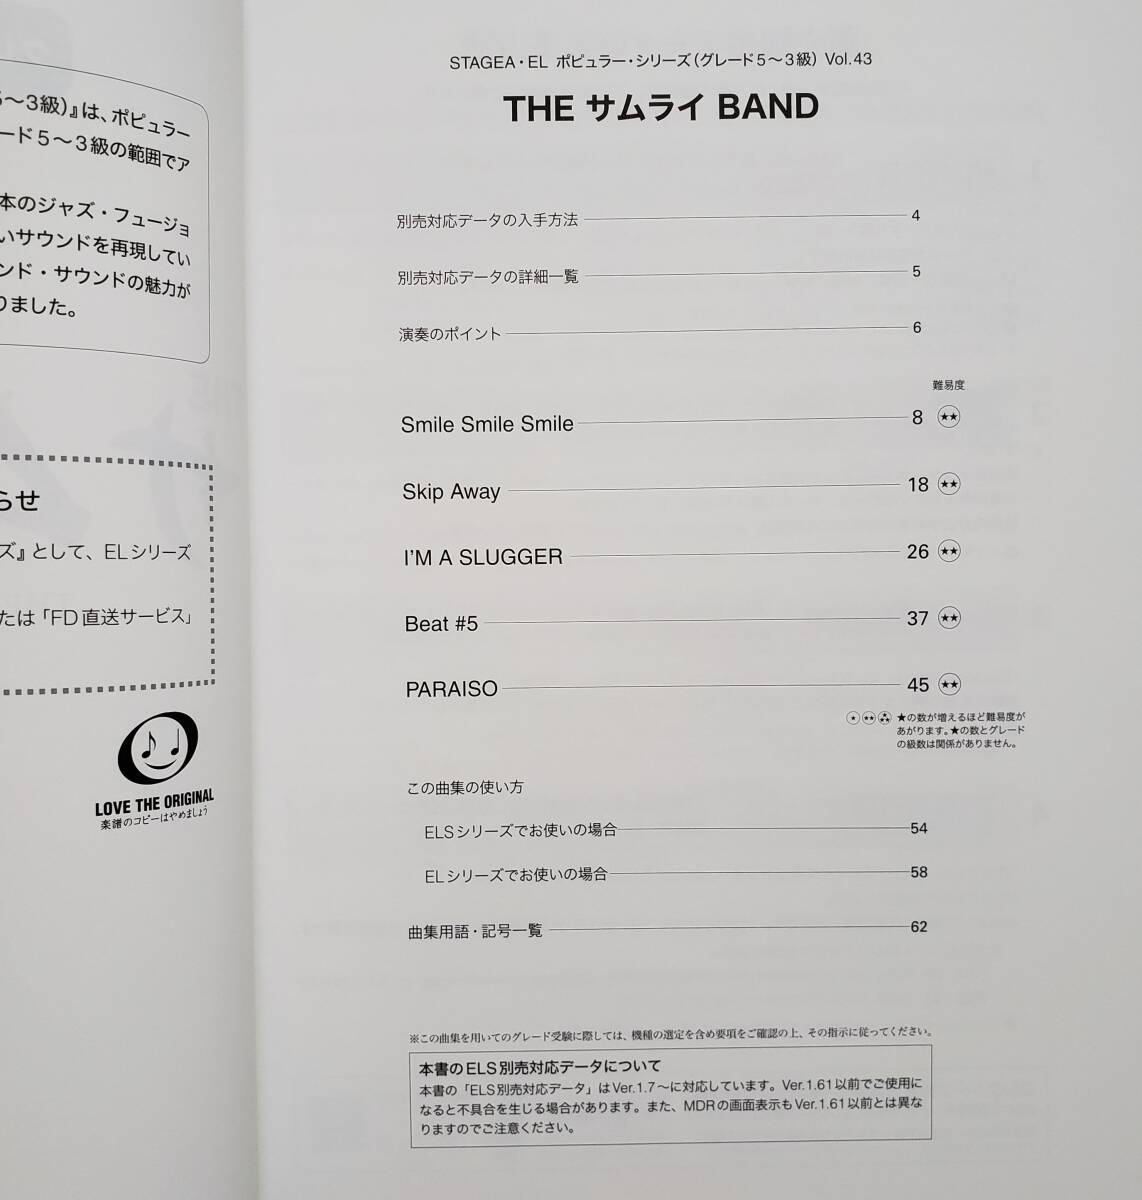 5～3級)』は、ポピュラー
ード5～3級の範囲でア
本のジャズ・フュージョ
いサウンドを再現してい
ンド・サウンドの魅力が
りました。
らせ
ズ』として、ELシリーズ
たは「FD直送サービス」
LOVE THE ORIGINAL
楽譜のコピーはやめましょう
STAGEA・EL ポピュラー・シリーズ(グレード5～3級) Vol.43
THE サムライ BAND
別売対応データの入手方法 4
別売対応データの詳細一覧 5
演奏のポイント 6
難易度
Smile Smile Smile 8 ★★
Skip Away 18 ★★
I'M A SLUGGER 26 ★★
Beat #5 37 ★★
PARAISO 45 ★★
★の数が増えるほど難易度が
あがります。★の数とグレード
の級数は関係がありません。
この曲集の使い方
ELSシリーズでお使いの場合 54
ELシリーズでお使いの場合 58
曲集用語・記号一覧 62
※この曲集を用いてのグレード受験に際しては、機種の選定を含め要項をご確認の上、その指示に従ってください。
本書のELS別売対応データについて
本書の「ELS別売対応データ」はVer.1.7～に対応しています。Ver.1.61以前でご使用に
なると不具合を生じる場合があります。また、MDRの画面表示もVer.1.61以前とは異な
りますのでご注意ください。